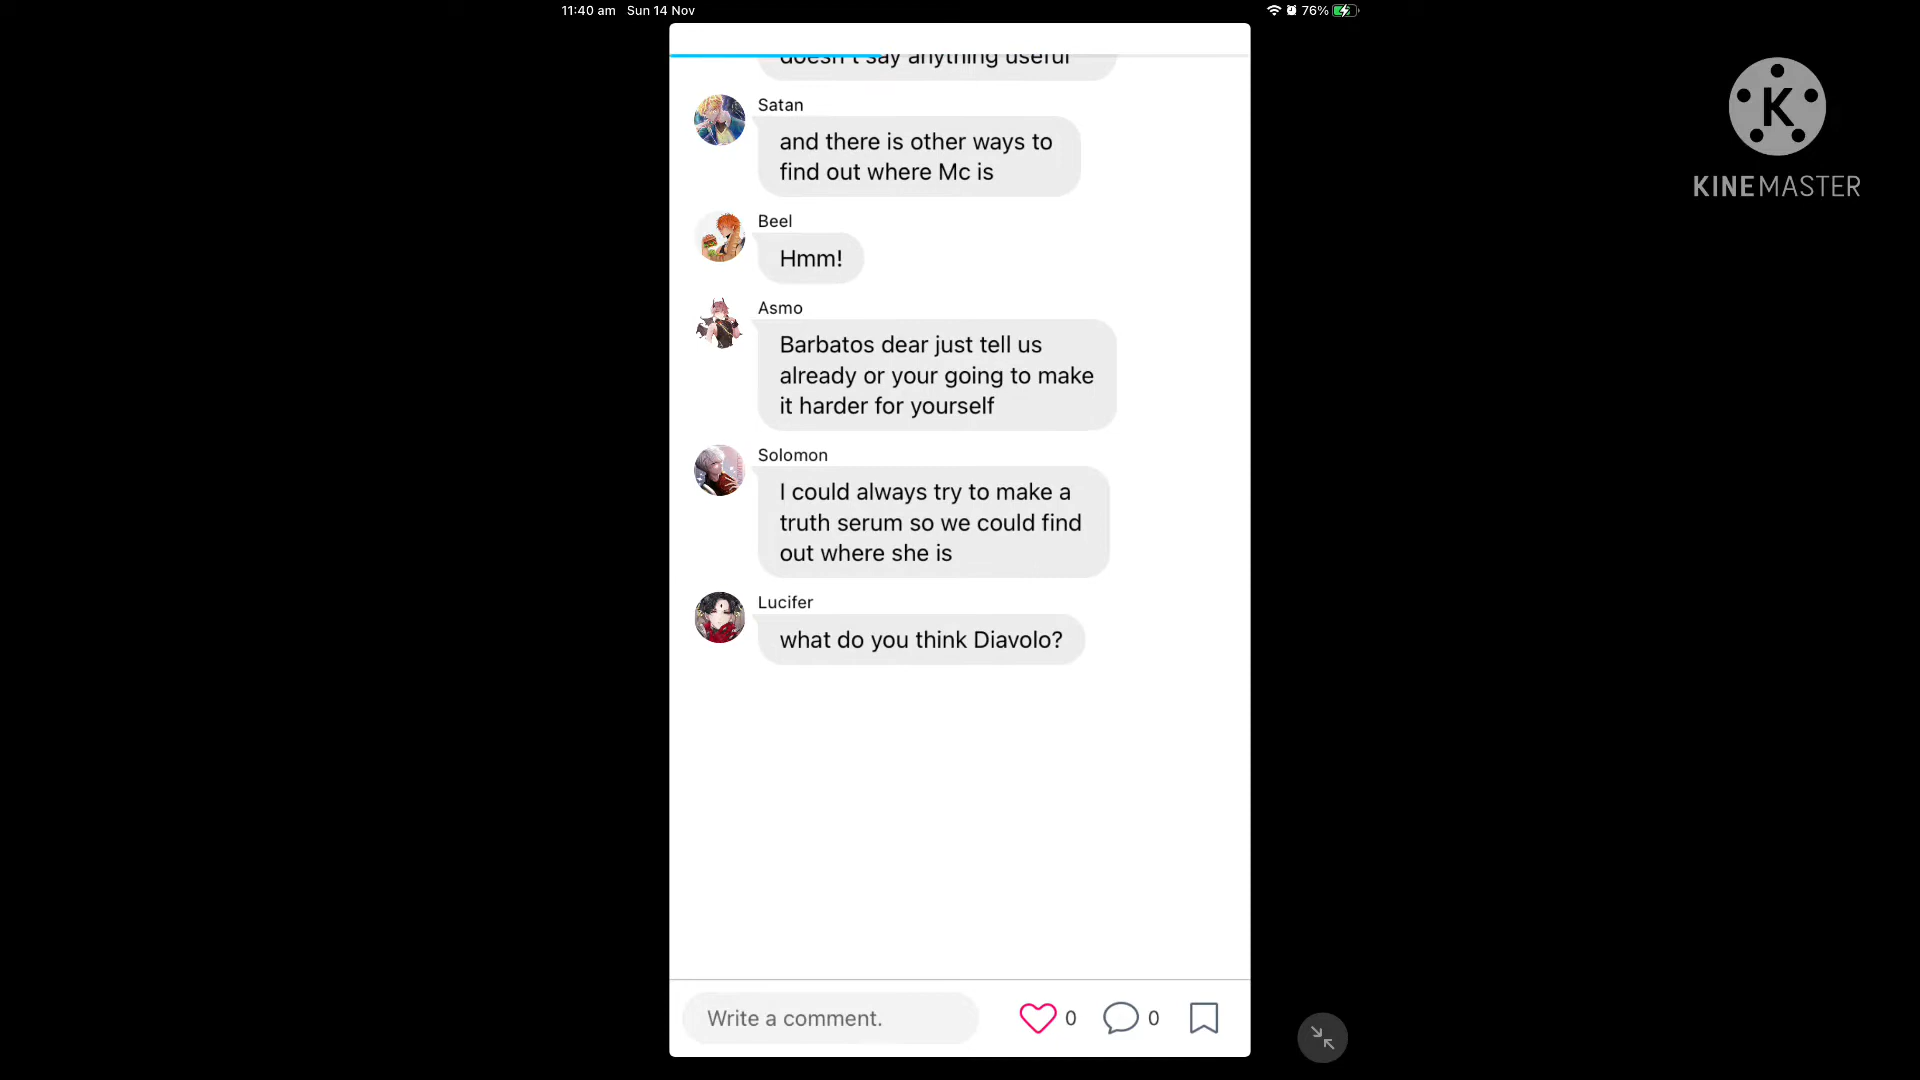 11:40 am Sun 14 Nov
76%
doesn't say anything useful
Satan
and there is other ways to
find out where Mc is
Beel
Hmm!
Asmo
Barbatos dear just tell us
already or your going to make
it harder for yourself
Solomon
I could always try to make a
truth serum so we could find
out where she is
Lucifer
what do you think Diavolo?
Write a comment.
0
0
K
KINEMASTER